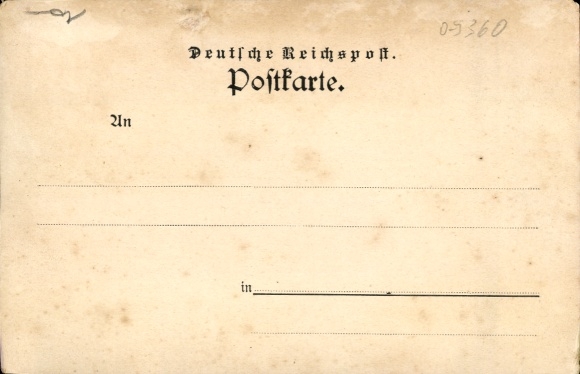 0-5360
Deutsche Reichspost.
Postkarte.
An
in